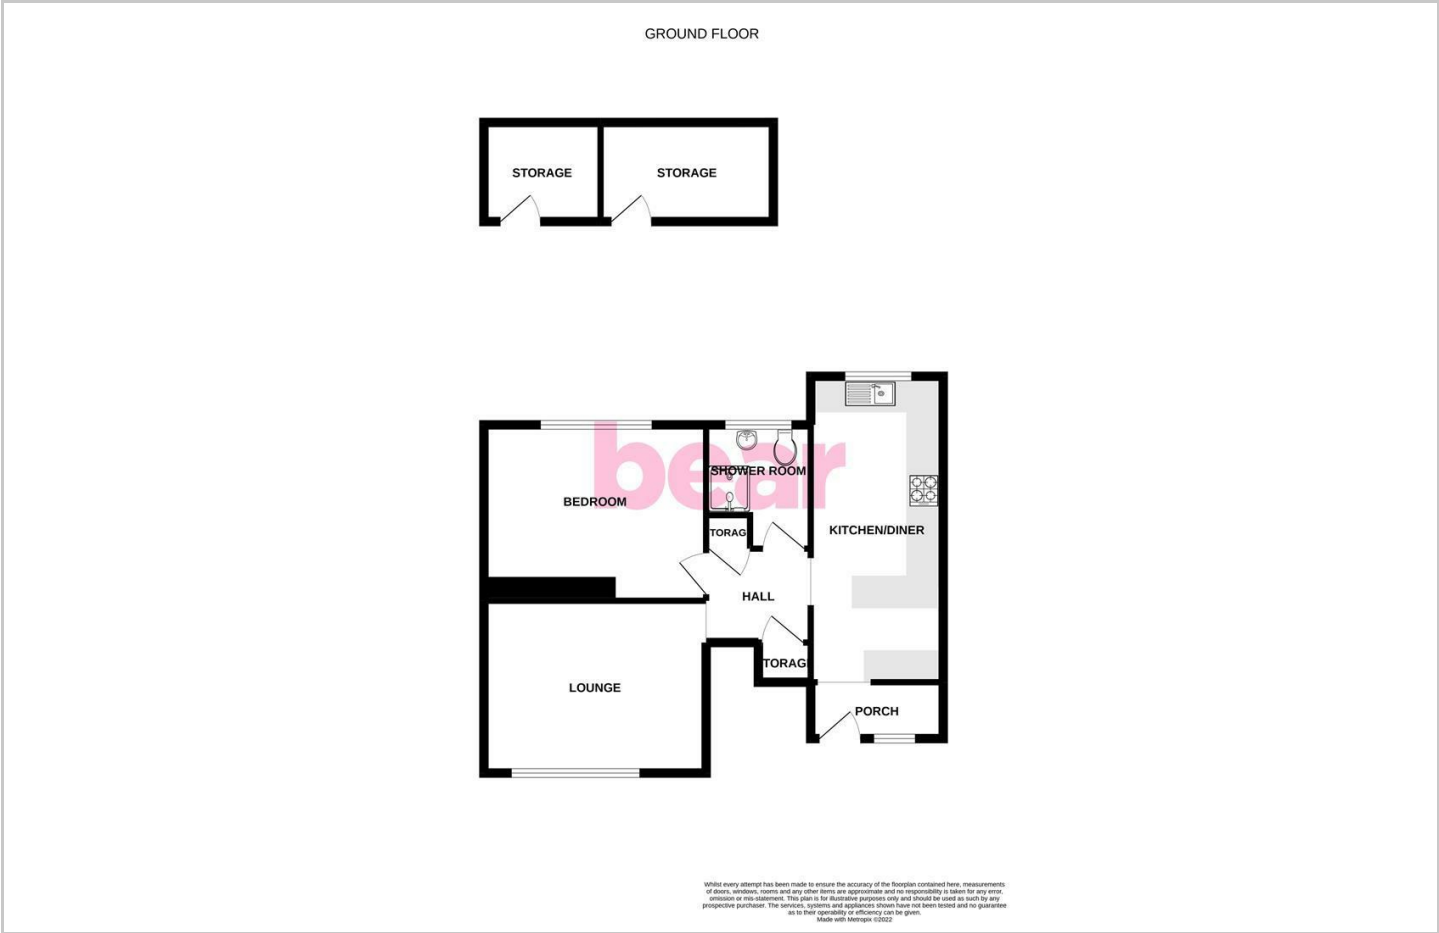 GROUND FLOOR
STORAGE
STORAGE
bear
SHOWER ROOM
BEDROOM
TORAG
KITCHEN/DINER
HALL
TORAG
LOUNGE
PORCH
Whilst every attempt has been made to ensure the accuracy of the floorplan contained here, measurements
of doors, windows, rooms and any other items are approximate and no responsibility is taken for any error,
omission or mis-statement. This plan is for illustrative purposes only and should be used as such by any
prospective purchaser. The services, systems and appliances shown have not been tested and no guarantee
as to their operability or efficiency can be given.
Made with Metropix ©2022